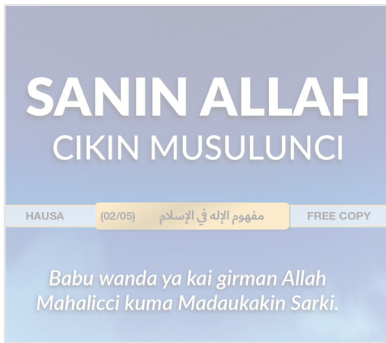 SANIN ALLAH
CIKIN MUSULUNCI
HAUSA (02/05) مفهوم الإله في الإسلام FREE COPY
Babu wanda ya kai girman Allah
Mahalicci kuma Madaukakin Sarki.